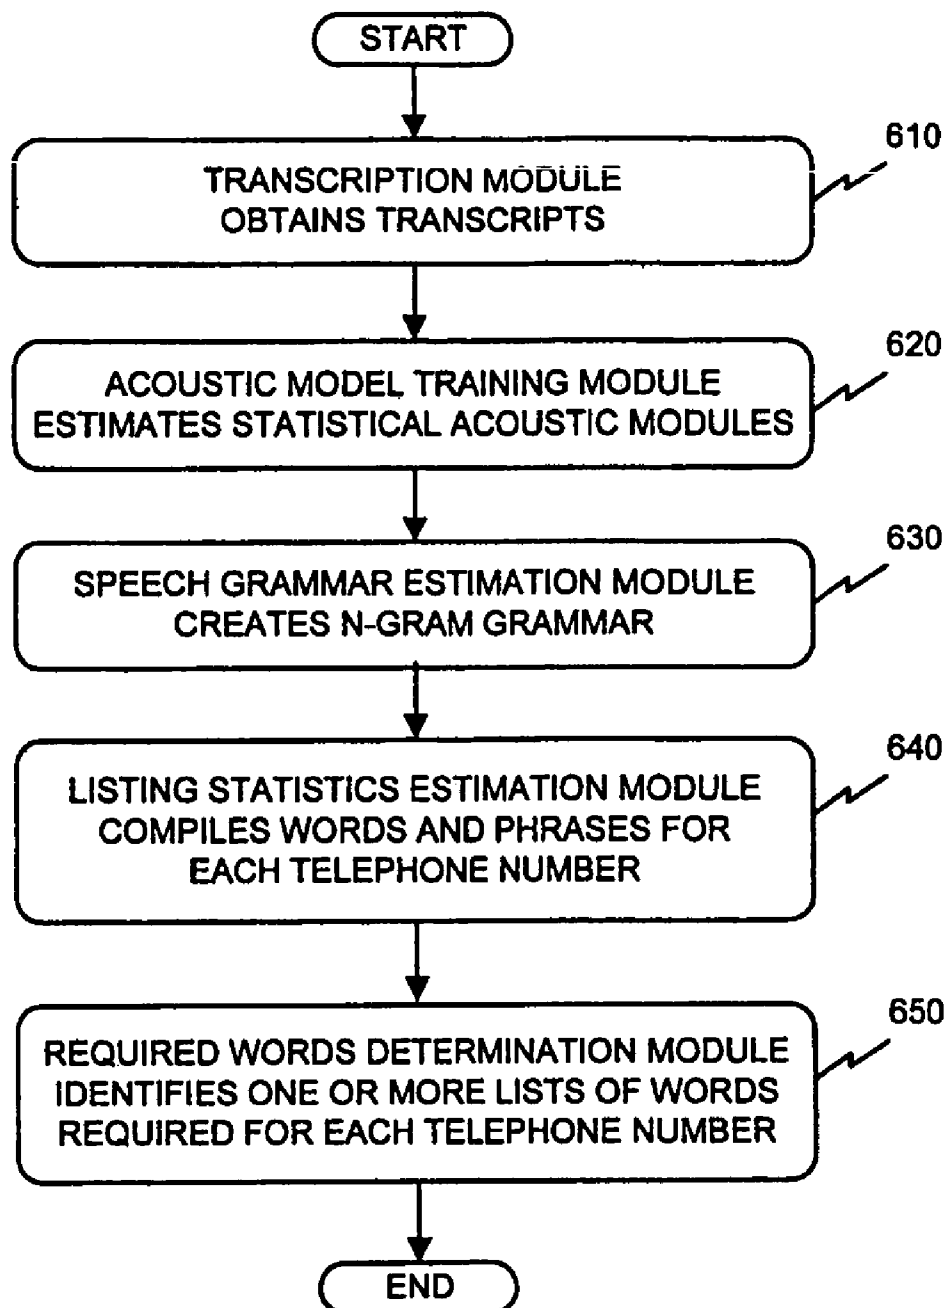 START
610
TRANSCRIPTION MODULE
OBTAINS TRANSCRIPTS
620
ACOUSTIC MODEL TRAINING MODULE
ESTIMATES STATISTICAL ACOUSTIC MODULES
630
SPEECH GRAMMAR ESTIMATION MODULE
CREATES N-GRAM GRAMMAR
640
LISTING STATISTICS ESTIMATION MODULE
COMPILES WORDS AND PHRASES FOR
EACH TELEPHONE NUMBER
650
REQUIRED WORDS DETERMINATION MODULE
IDENTIFIES ONE OR MORE LISTS OF WORDS
REQUIRED FOR EACH TELEPHONE NUMBER
END